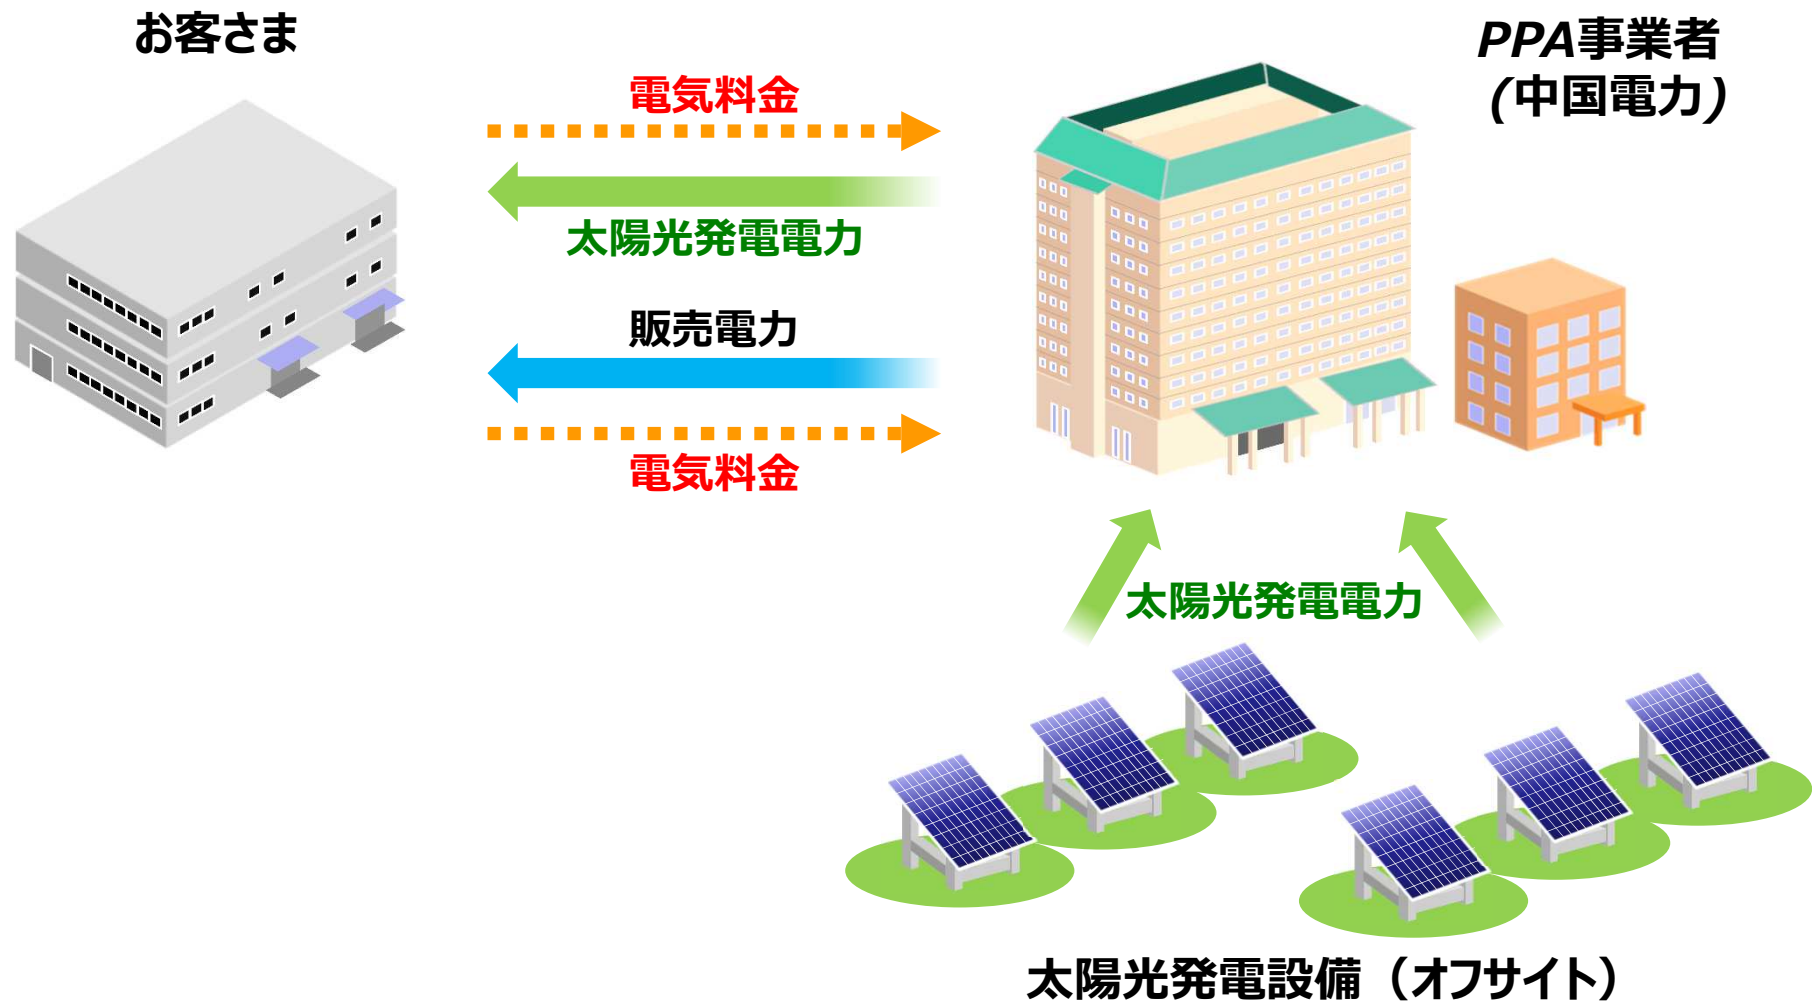 お客さま
PPA事業者
(中国電力)
電気料金
太陽光発電電力
販売電力
電気料金
太陽光発電電力
太陽光発電設備（オフサイト）